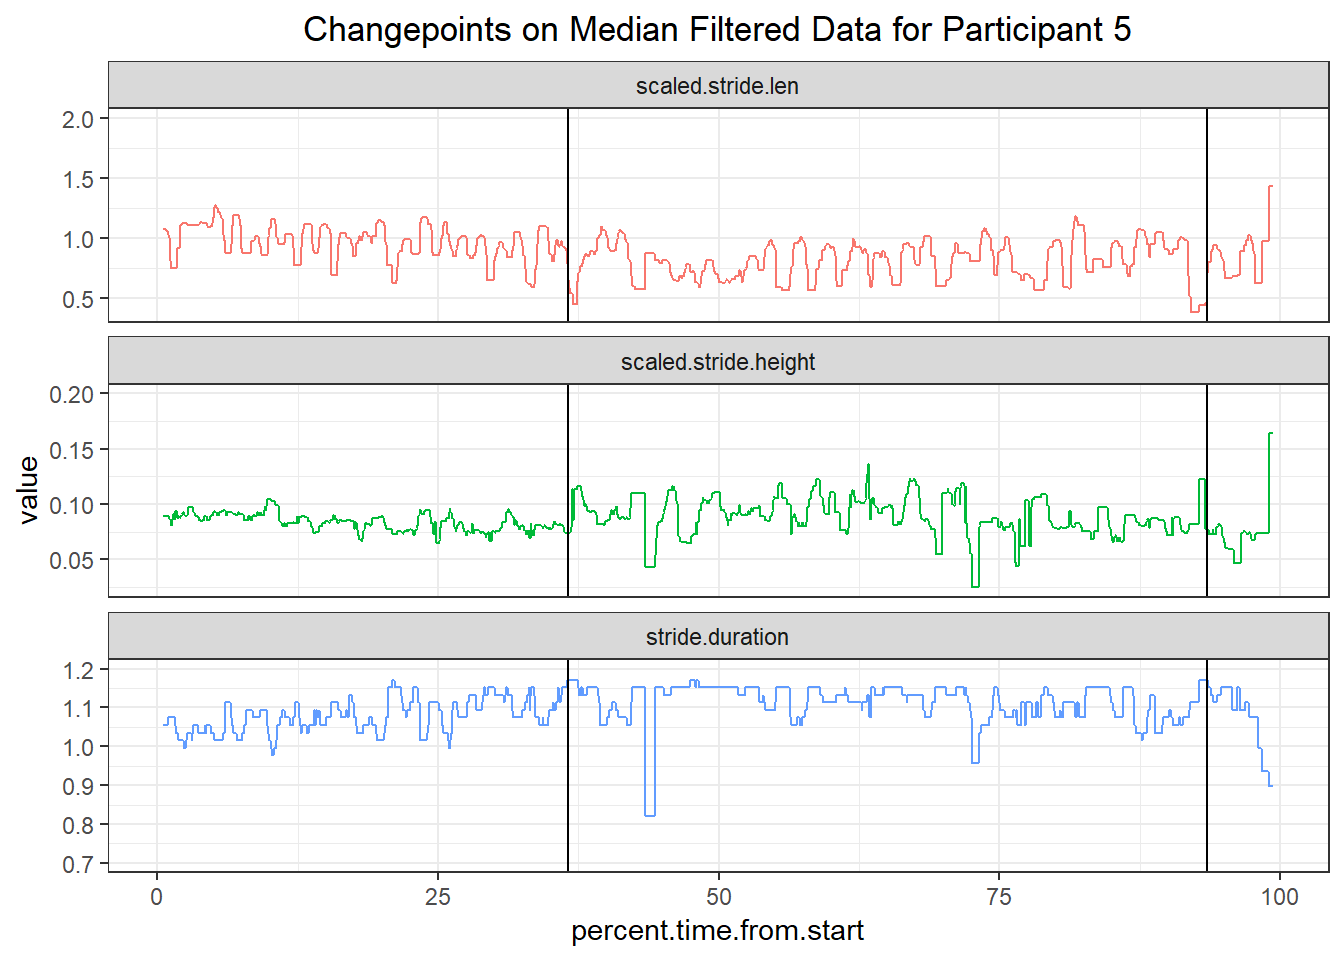 Changepoints on Median Filtered Data for Participant 5
scaled.stride.len
2.0
1.5
1.0
0.5
scaled.stride.height
0.20
0.15
0.10
0.05
value
stride.duration
1.2
1.1
1.0
0.9
0.8
0.7
0 25 50 75 100
percent.time.from.start